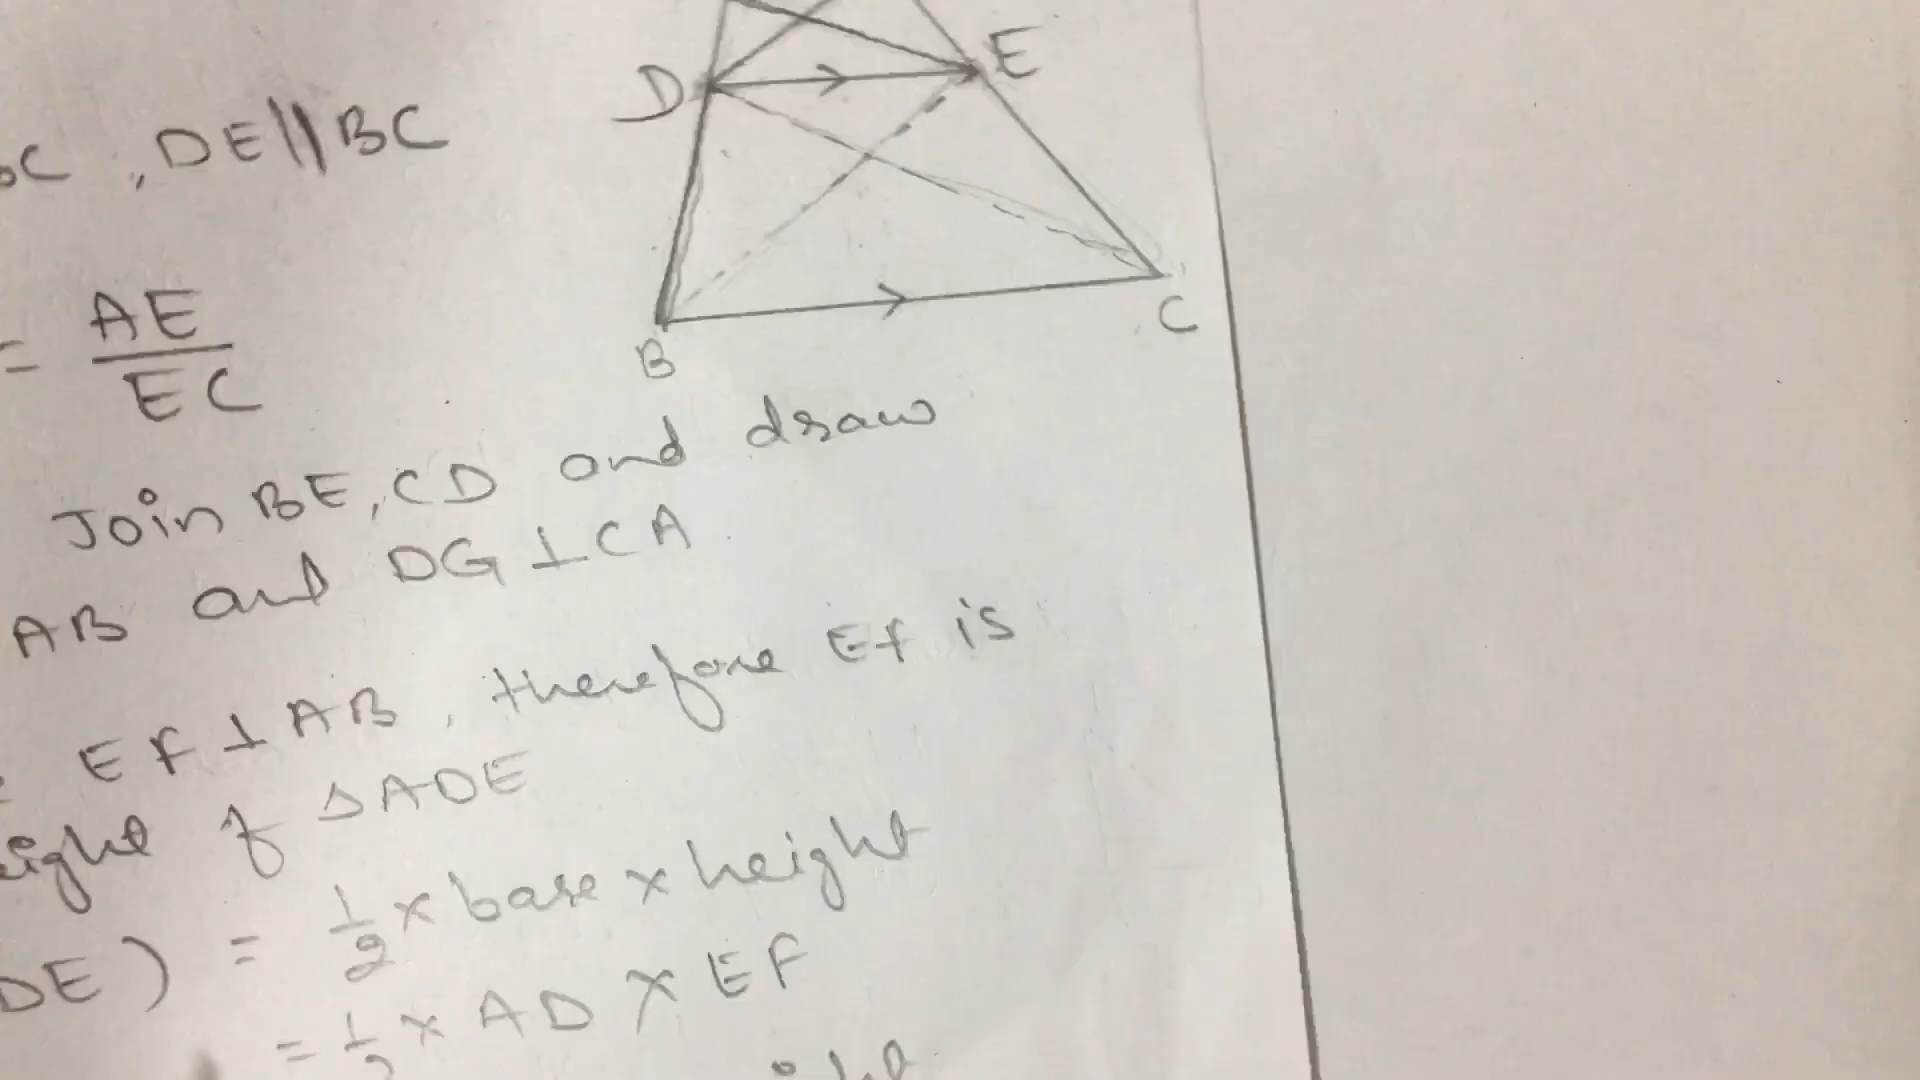 D E
, DE || BC
= AE
EC
B C
Join BE, CD and draw
AB and DG ⊥ CA
EF ⊥ AB, therefore Ef is
of △ADE
DE) = 1/2 × base × height
= 1/2 × AD × EF